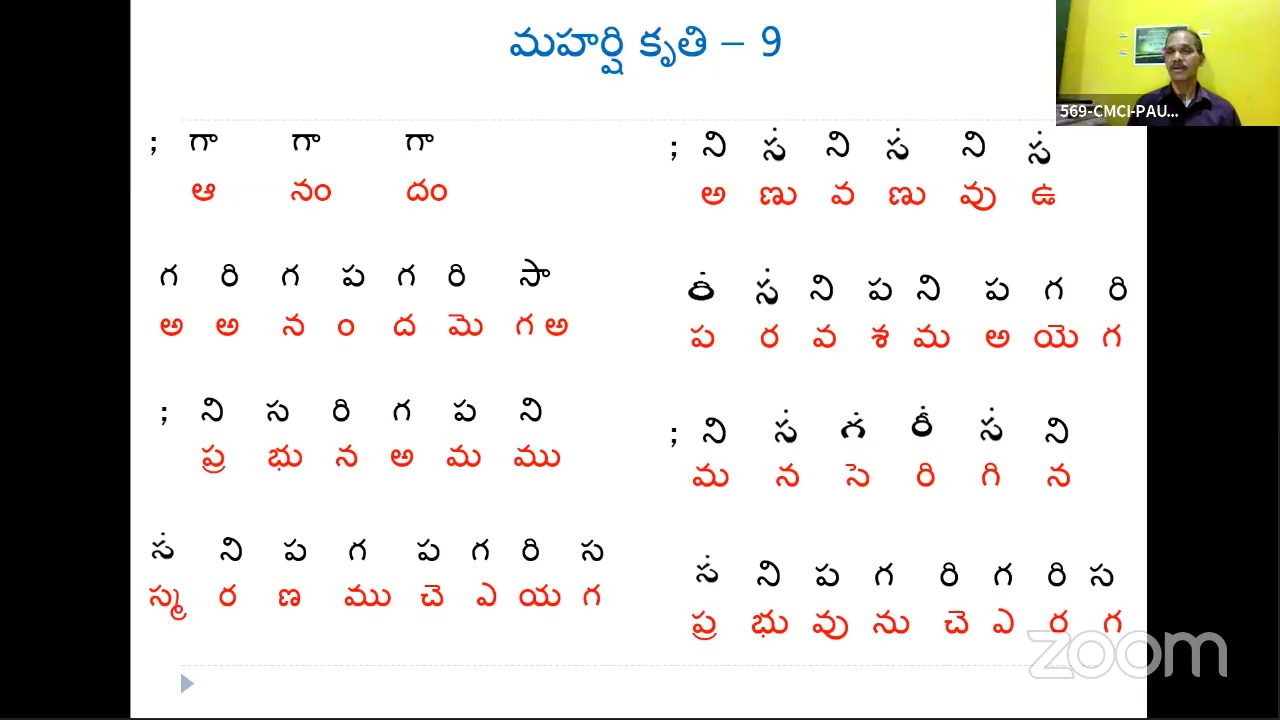 మహర్షి కృతి – 9
569-CMCI-PAU...
; గా గా గా
ఆ నం దం
గ రి గ ప గ రి సా
అ అ న ం ద మె గ అ
; ని స రి గ ప ని
ప్ర భు న అ మ ము
స̇ ని ప గ ప గ రి స
స్మ ర ణ ము చె ఎ య గ
; ని స̇ ని స̇ ని స̇
అ ణు వ ణు వు ఉ
రి̇ స̇ ని ప ని ప గ రి
ప ర వ శ మ అ యె గ
; ని స̇ గ̇ రీ̇ స̇ ని
మ న సె రి గి న
స̇ ని ప గ రి గ రి స
ప్ర భు వు ను చె ఎ ర గ
zoom